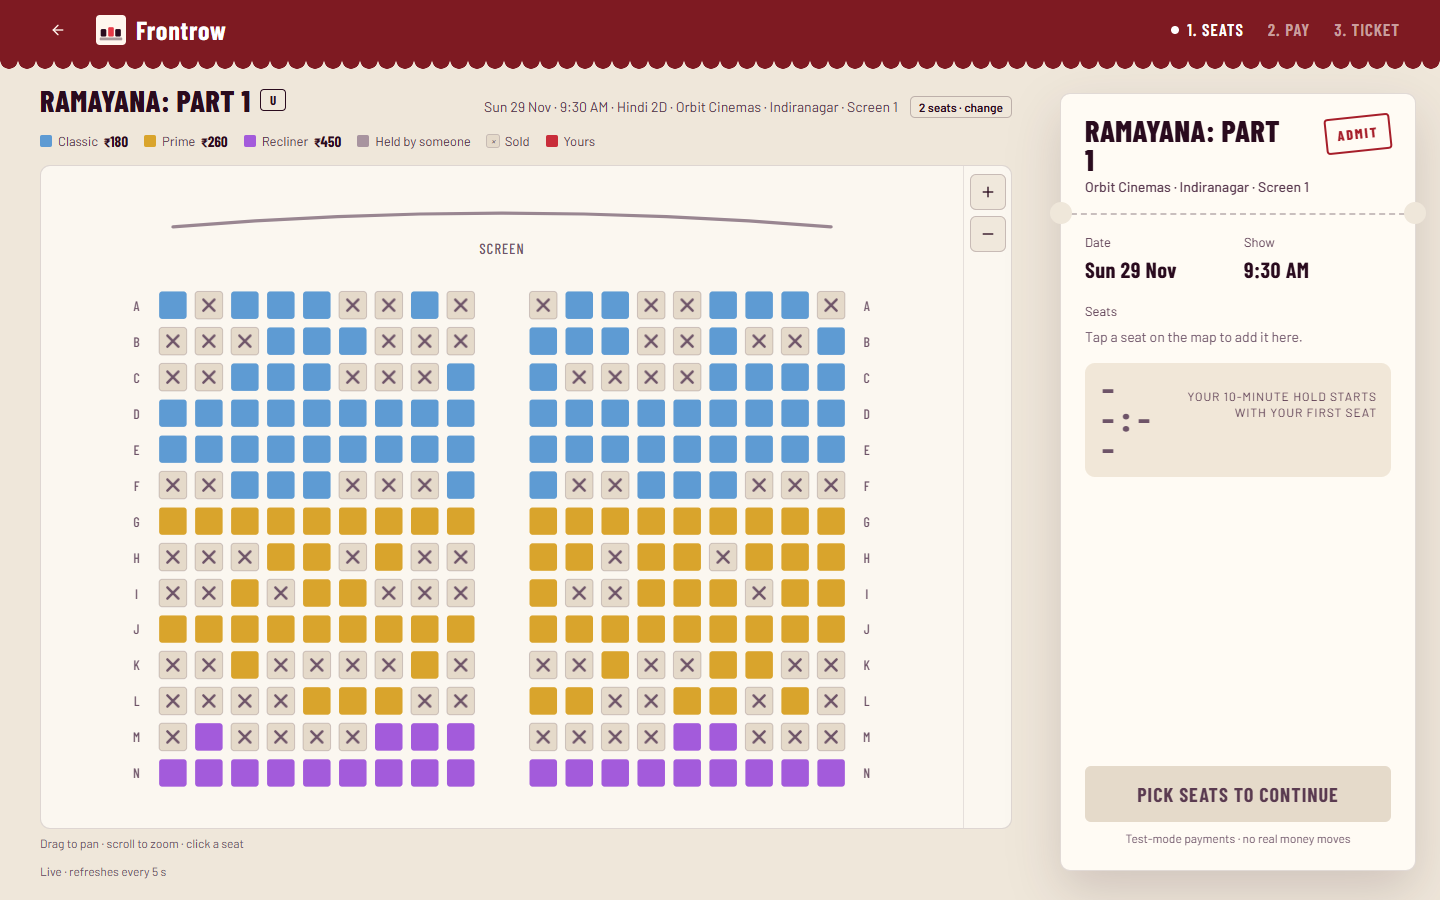 Frontrow
1. SEATS 2. PAY 3. TICKET
RAMAYANA: PART 1 U
Sun 29 Nov · 9:30 AM · Hindi 2D · Orbit Cinemas · Indiranagar · Screen 1 2 seats · change
Classic ₹180 Prime ₹260 Recliner ₹450 Held by someone Sold Yours
+
−
SCREEN
A A
B B
C C
D D
E E
F F
G G
H H
I I
J J
K K
L L
M M
N N
Drag to pan · scroll to zoom · click a seat
Live · refreshes every 5 s
RAMAYANA: PART
1
ADMIT
Orbit Cinemas · Indiranagar · Screen 1
Date Show
Sun 29 Nov 9:30 AM
Seats
Tap a seat on the map to add it here.
-
-:-
-
YOUR 10-MINUTE HOLD STARTS
WITH YOUR FIRST SEAT
PICK SEATS TO CONTINUE
Test-mode payments · no real money moves